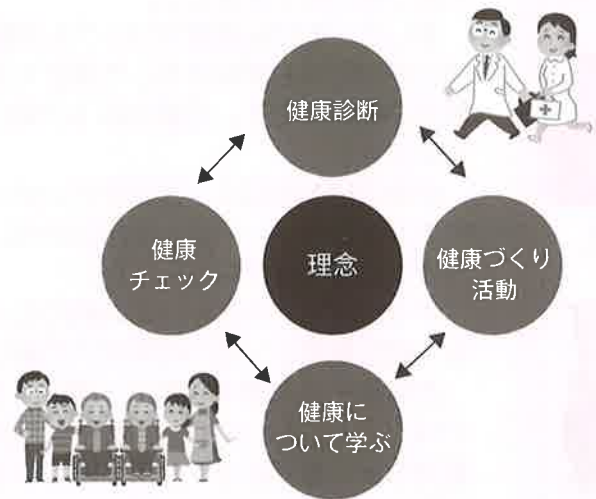 健康診断
健康
チェック
理念
健康づくり
活動
健康に
ついて学ぶ